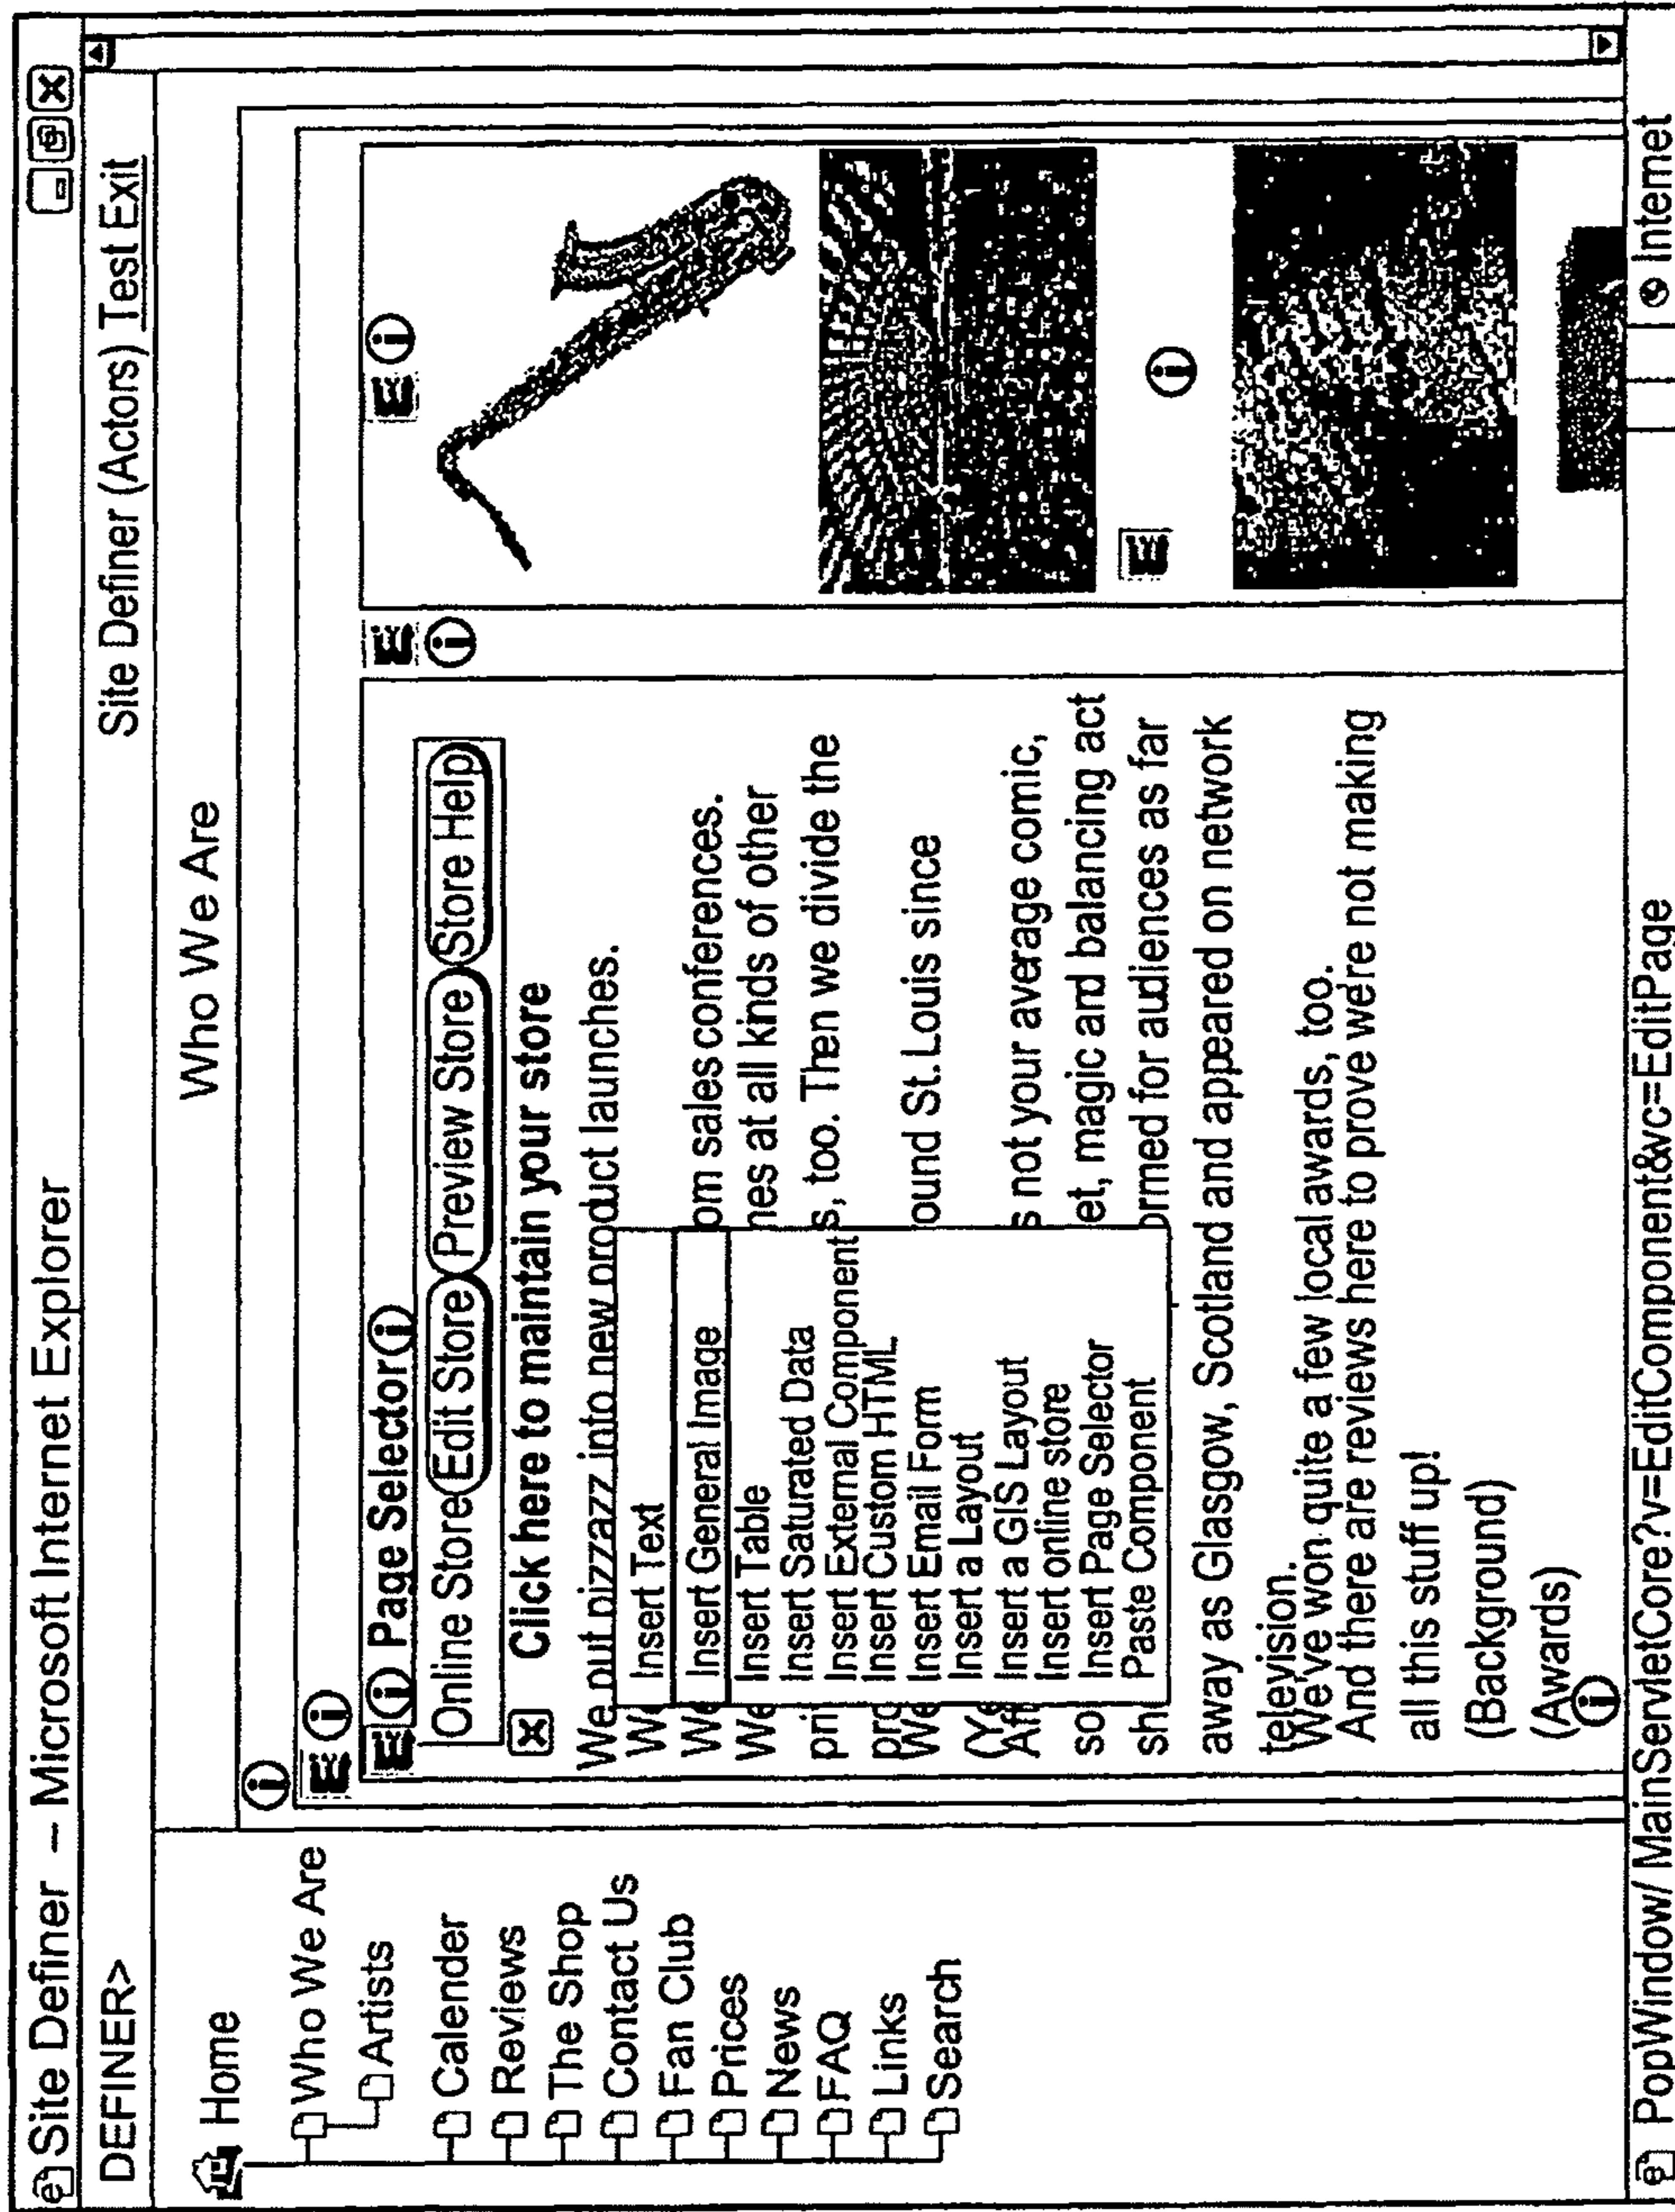 Site Definer – Microsoft Internet Explorer
DEFINER>
Site Definer (Actors) Test Exit
Home
Who We Are
Artists
Calender
Reviews
The Shop
Contact Us
Fan Club
Prices
News
FAQ
Links
Search
Who We Are
Page Selector
Online Store Edit Store Preview Store Store Help
Click here to maintain your store
We put pizzazz into new product launches.
om sales conferences.
nes at all kinds of other
s, too. Then we divide the
ound St. Louis since
s not your average comic,
et, magic and balancing act
ormed for audiences as far
away as Glasgow, Scotland and appeared on network
television.
We've won quite a few local awards, too.
And there are reviews here to prove we're not making
all this stuff up!
(Background)
(Awards)
Insert Text
Insert General Image
Insert Table
Insert Saturated Data
Insert External Component
Insert Custom HTML
Insert Email Form
Insert a Layout
Insert a GIS Layout
Insert online store
Insert Page Selector
Paste Component
PopWindow/ MainServletCore?v=EditComponent&vc=EditPage
Internet